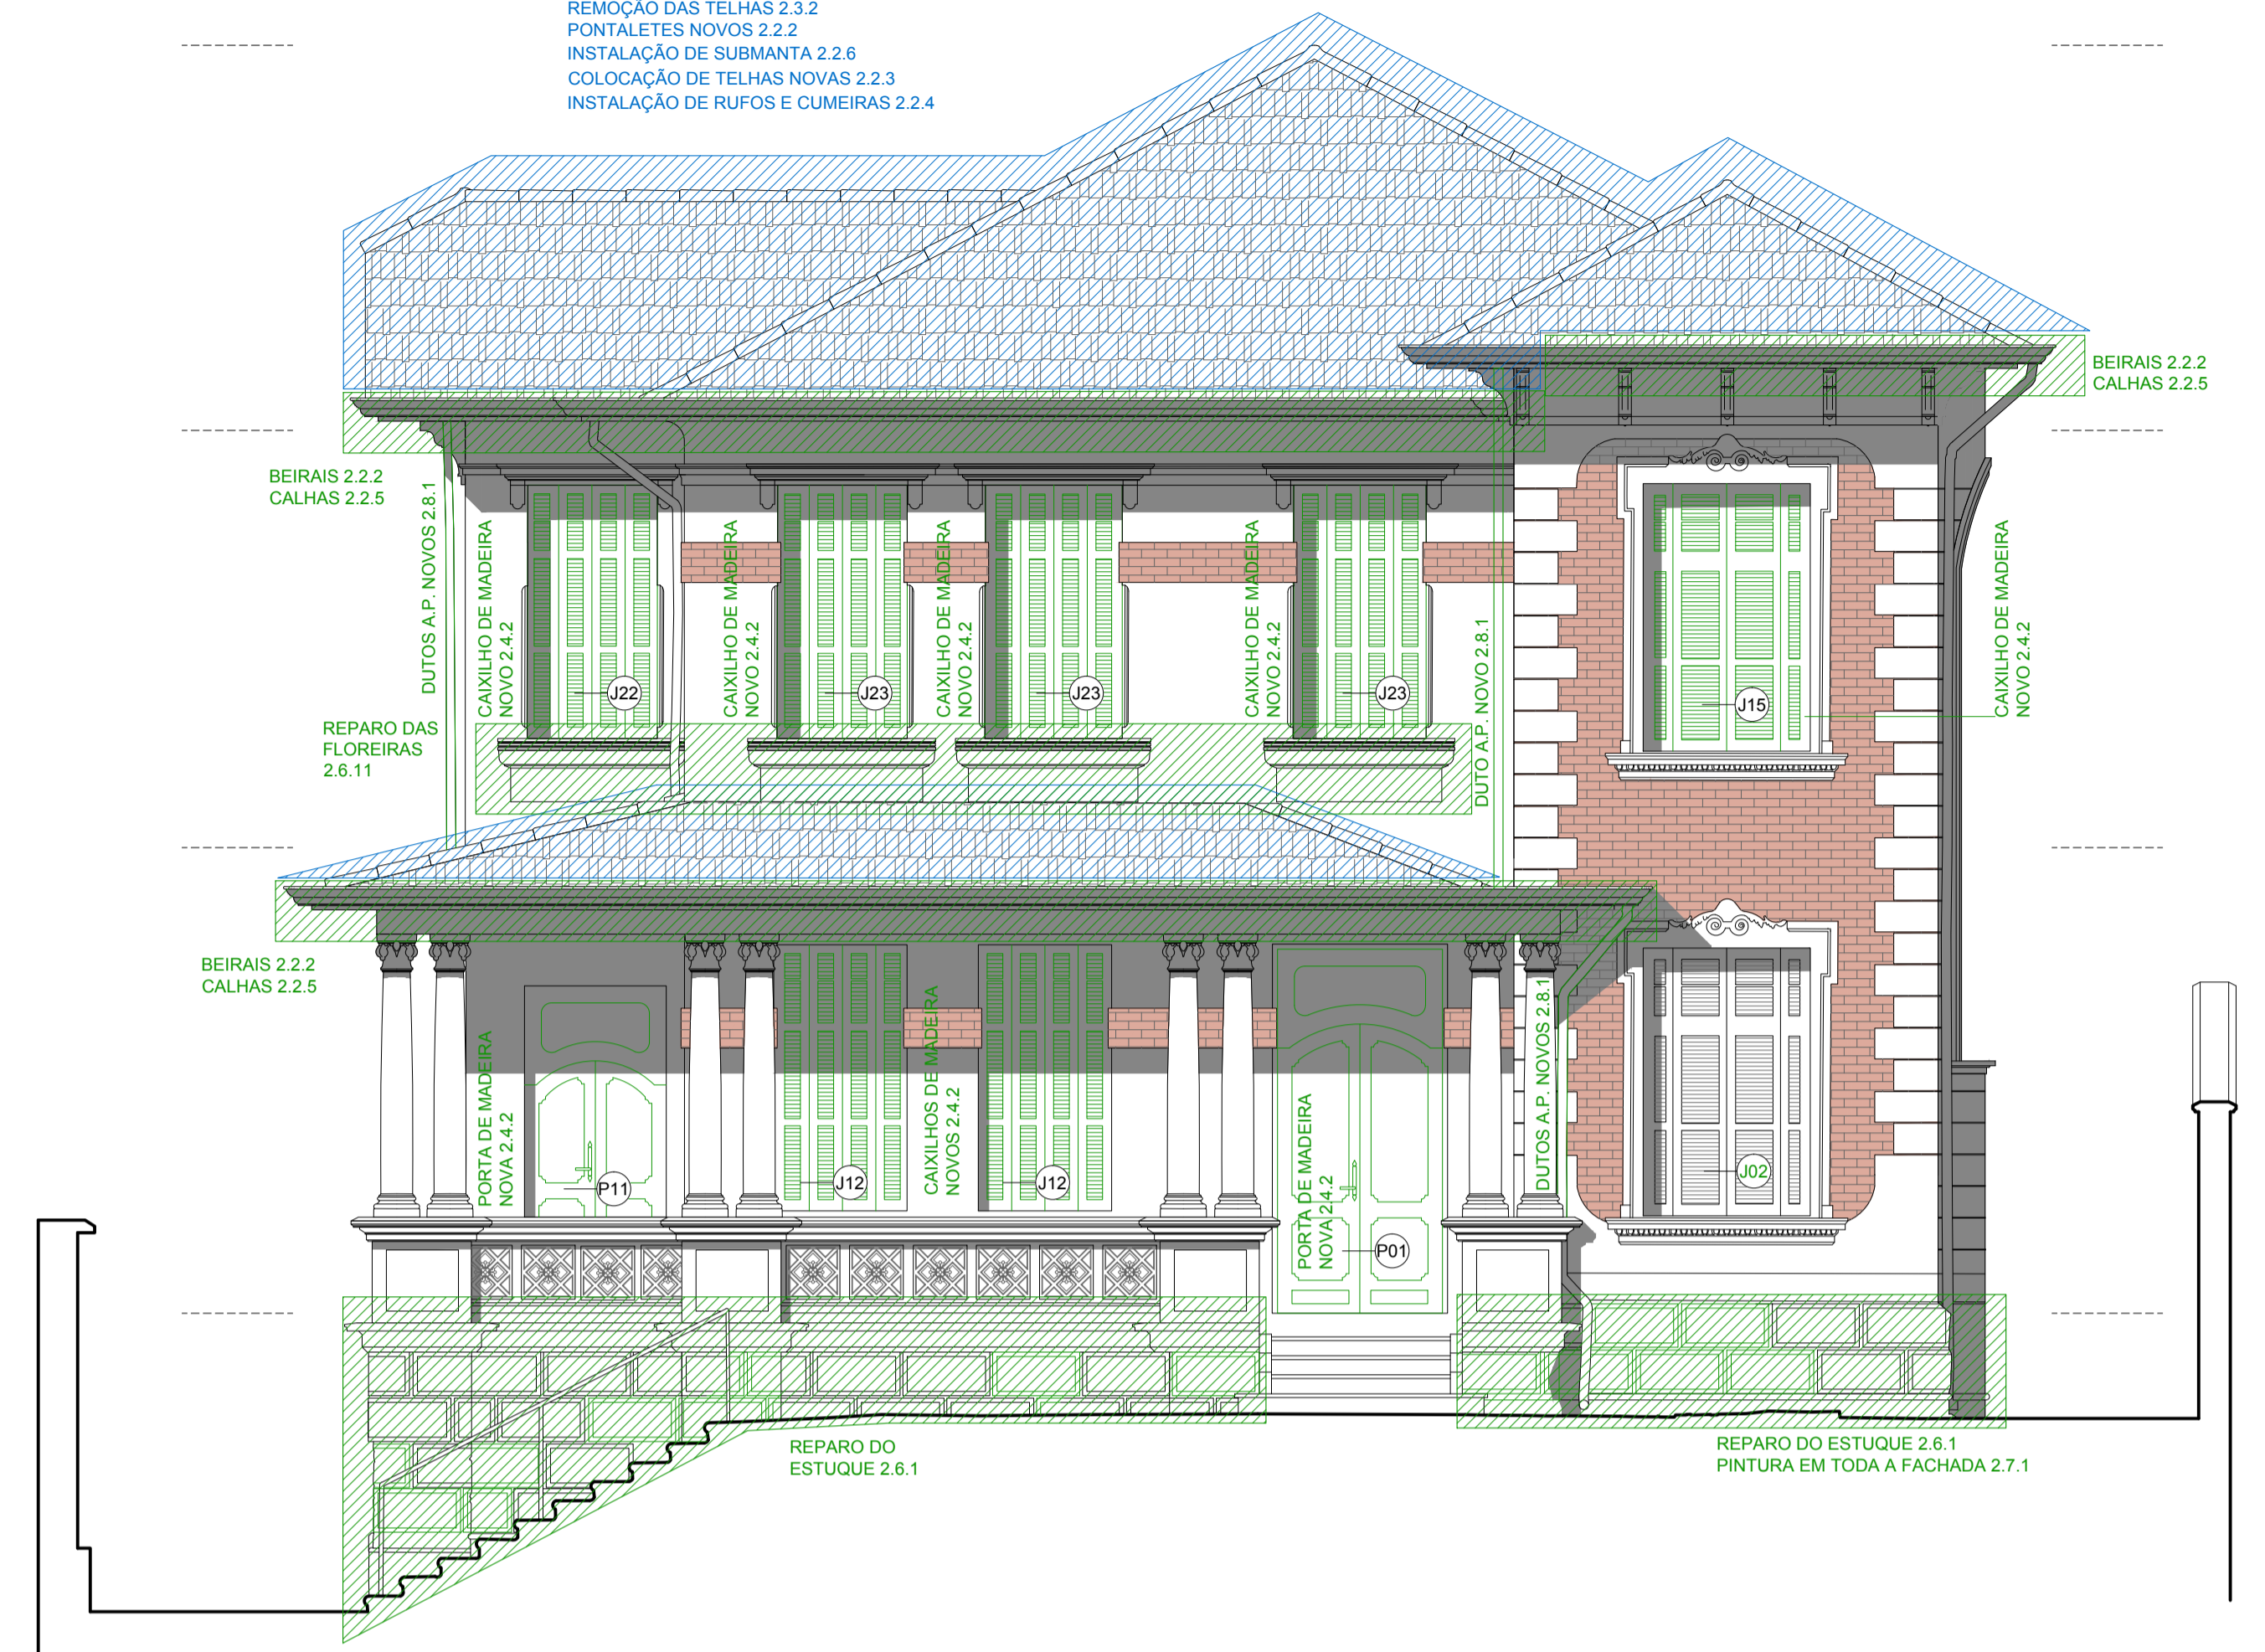 REMOÇÃO DAS TELHAS 2.3.2
PONTALETES NOVOS 2.2.2
INSTALAÇÃO DE SUBMANTA 2.2.6
COLOCAÇÃO DE TELHAS NOVAS 2.2.3
INSTALAÇÃO DE RUFOS E CUMEIRAS 2.2.4
BEIRAIS 2.2.2
CALHAS 2.2.5
BEIRAIS 2.2.2
CALHAS 2.2.5
DUTOS A.P. NOVOS 2.8.1
CAIXILHO DE MADEIRA
NOVO 2.4.2
J22
CAIXILHO DE MADEIRA
NOVO 2.4.2
J23
CAIXILHO DE MADEIRA
NOVO 2.4.2
J23
CAIXILHO DE MADEIRA
NOVO 2.4.2
J23
DUTO A.P. NOVO 2.8.1
J15
CAIXILHO DE MADEIRA
NOVO 2.4.2
REPARO DAS
FLOREIRAS
2.6.11
BEIRAIS 2.2.2
CALHAS 2.2.5
PORTA DE MADEIRA
NOVA 2.4.2
P11
J12
CAIXILHOS DE MADEIRA
NOVOS 2.4.2
J12
PORTA DE MADEIRA
NOVA 2.4.2
P01
DUTOS A.P. NOVOS 2.8.1
J02
REPARO DO
ESTUQUE 2.6.1
REPARO DO ESTUQUE 2.6.1
PINTURA EM TODA A FACHADA 2.7.1